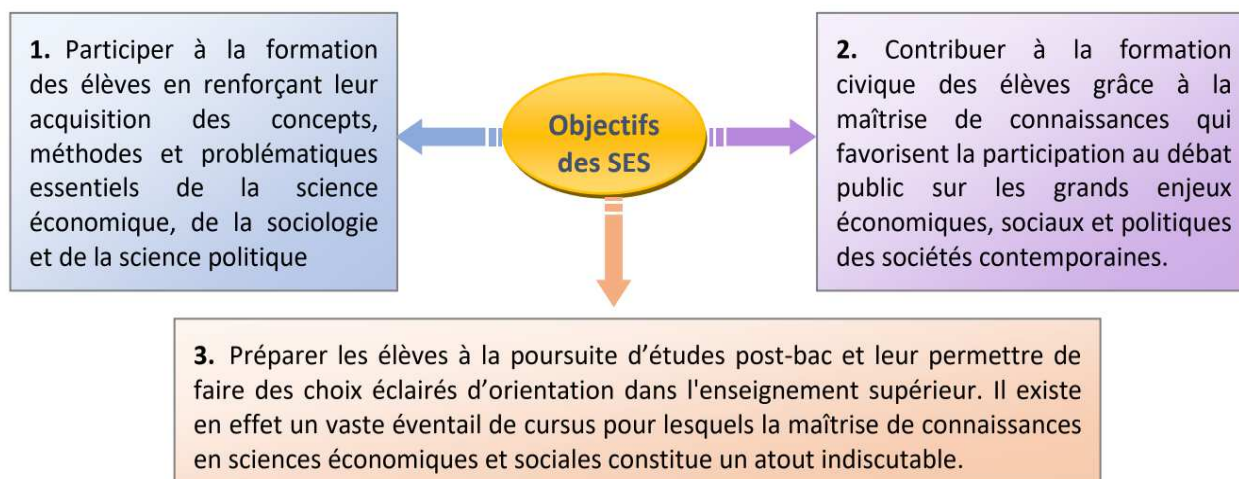 1. Participer à la formation
des élèves en renforçant leur
acquisition des concepts,
méthodes et problématiques
essentiels de la science
économique, de la sociologie
et de la science politique
Objectifs
des SES
2. Contribuer à la formation
civique des élèves grâce à la
maîtrise de connaissances qui
favorisent la participation au débat
public sur les grands enjeux
économiques, sociaux et politiques
des sociétés contemporaines.
3. Préparer les élèves à la poursuite d’études post-bac et leur permettre de
faire des choix éclairés d’orientation dans l'enseignement supérieur. Il existe
en effet un vaste éventail de cursus pour lesquels la maîtrise de connaissances
en sciences économiques et sociales constitue un atout indiscutable.